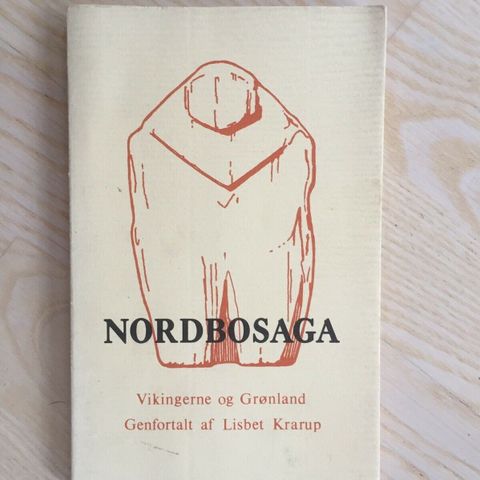 NORDBOSAGA
Vikingerne og Grønland
Genfortalt af Lisbet Krarup